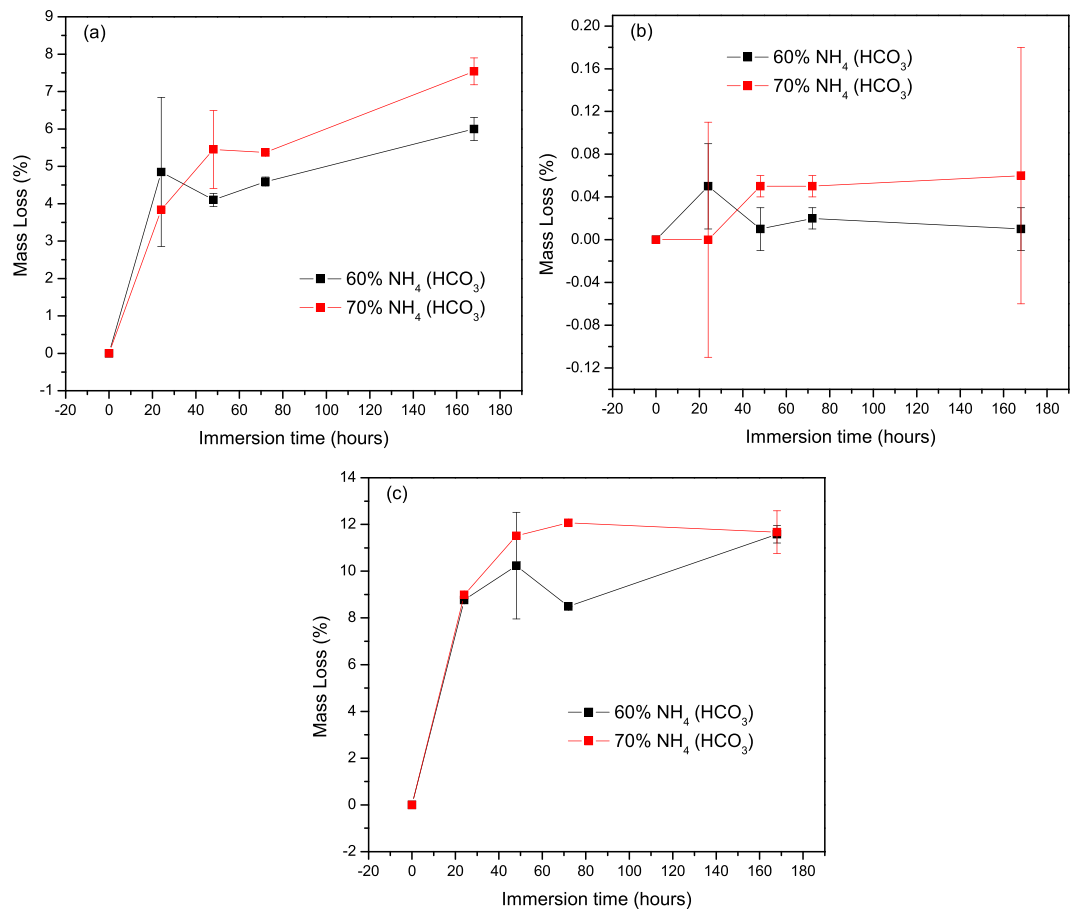 (a)
9
8
7
6
5
4
3
2
1
0
-1
Mass Loss (%)
60% NH₄ (HCO₃)
70% NH₄ (HCO₃)
-20 0 20 40 60 80 100 120 140 160 180
Immersion time (hours)
(b)
0.20
0.16
0.12
0.08
0.04
0.00
-0.04
-0.08
-0.12
Mass Loss (%)
60% NH₄ (HCO₃)
70% NH₄ (HCO₃)
-20 0 20 40 60 80 100 120 140 160 180
Immersion time (hours)
(c)
14
12
10
8
6
4
2
0
-2
Mass Loss (%)
60% NH₄ (HCO₃)
70% NH₄ (HCO₃)
-20 0 20 40 60 80 100 120 140 160 180
Immersion time (hours)